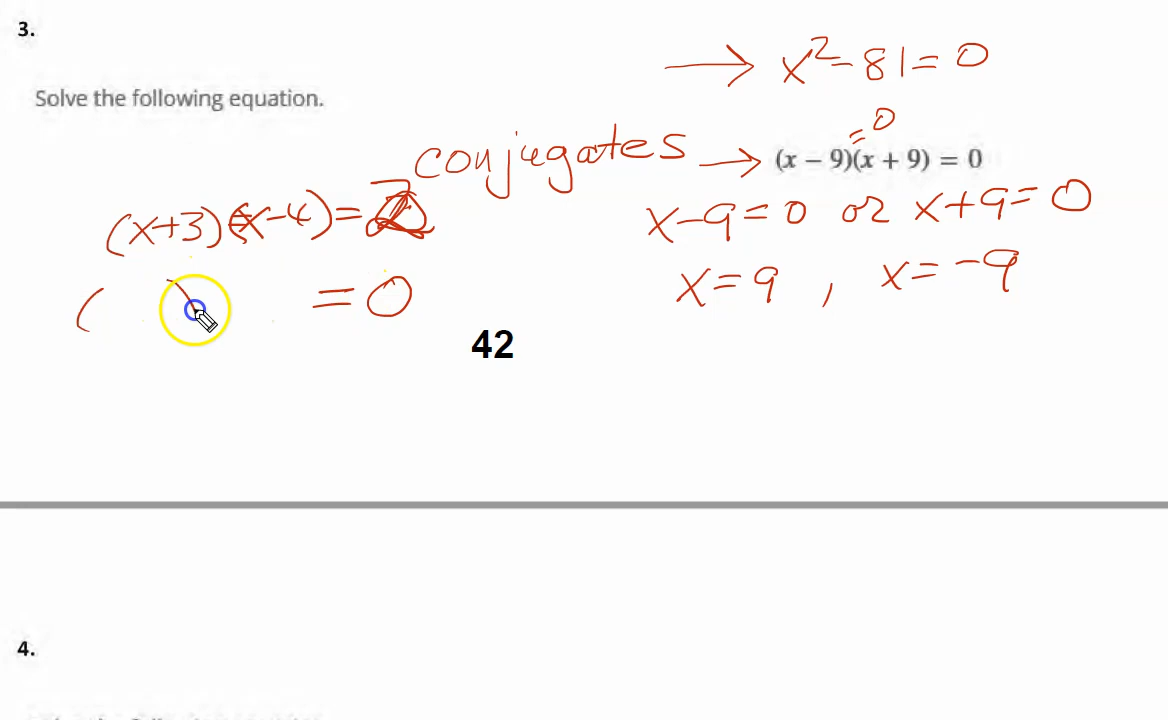 3.
x² - 81 = 0
Solve the following equation.
= 0
conjugates → (x − 9)(x + 9) = 0
(x+3)(x-4) =
x-9=0 or x+9=0
x=9 , x=-9
( = 0
42
4.